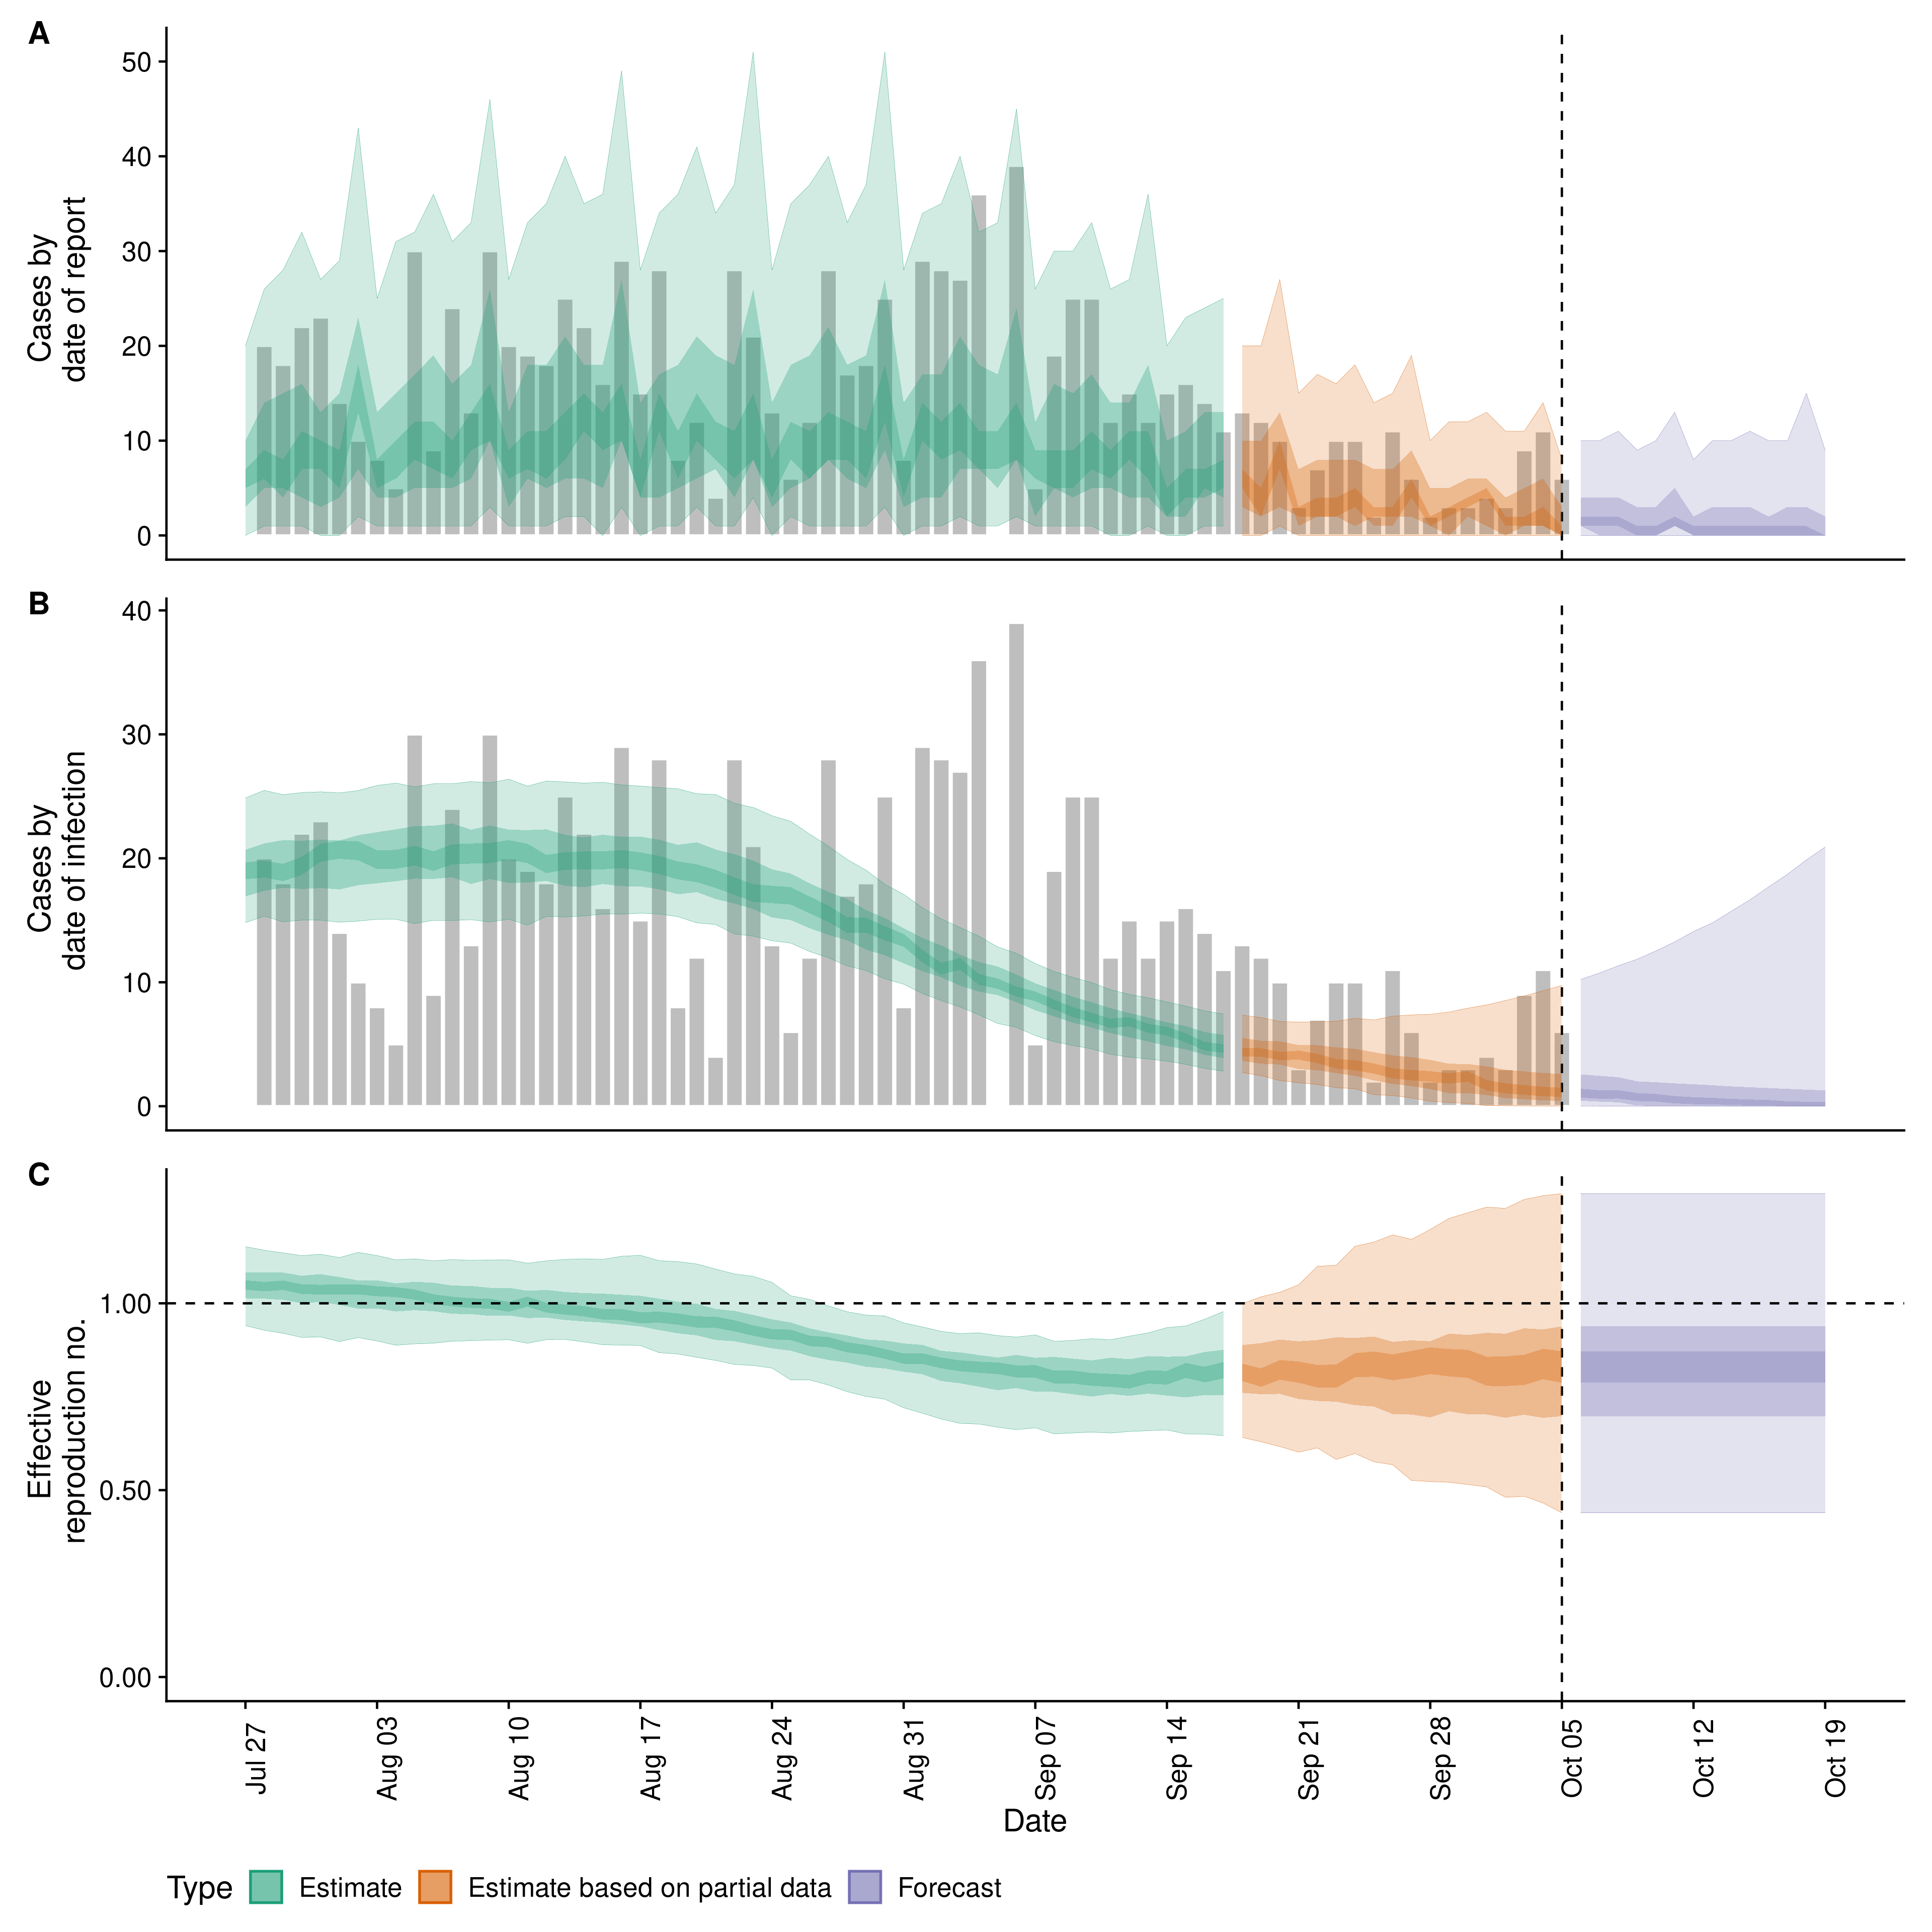 A
50
40
30
20
10
0
Cases by
date of report
B
40
30
20
10
0
Cases by
date of infection
C
1.00
0.50
0.00
Effective
reproduction no.
Jul 27
Aug 03
Aug 10
Aug 17
Aug 24
Aug 31
Sep 07
Sep 14
Sep 21
Sep 28
Oct 05
Oct 12
Oct 19
Date
Type Estimate Estimate based on partial data Forecast